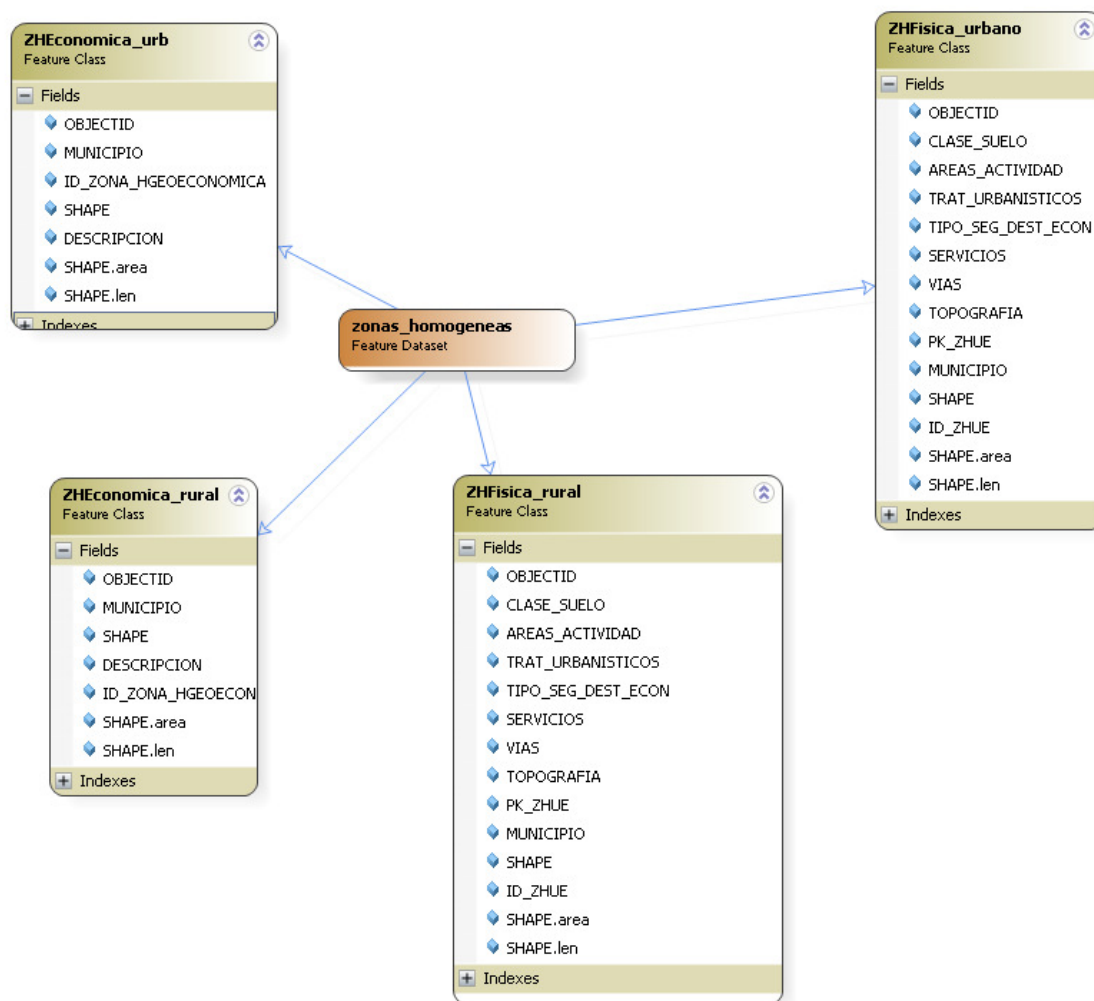 ZHEconomica_urb
Feature Class
Fields
OBJECTID
MUNICIPIO
ID_ZONA_HGEOECONOMICA
SHAPE
DESCRIPCION
SHAPE.area
SHAPE.len
Indexes
ZHFisica_urbano
Feature Class
Fields
OBJECTID
CLASE_SUELO
AREAS_ACTIVIDAD
TRAT_URBANISTICOS
TIPO_SEG_DEST_ECON
SERVICIOS
VIAS
TOPOGRAFIA
PK_ZHUE
MUNICIPIO
SHAPE
ID_ZHUE
SHAPE.area
SHAPE.len
Indexes
zonas_homogeneas
Feature Dataset
ZHEconomica_rural
Feature Class
Fields
OBJECTID
MUNICIPIO
SHAPE
DESCRIPCION
ID_ZONA_HGEOECON
SHAPE.area
SHAPE.len
Indexes
ZHFisica_rural
Feature Class
Fields
OBJECTID
CLASE_SUELO
AREAS_ACTIVIDAD
TRAT_URBANISTICOS
TIPO_SEG_DEST_ECON
SERVICIOS
VIAS
TOPOGRAFIA
PK_ZHUE
MUNICIPIO
SHAPE
ID_ZHUE
SHAPE.area
SHAPE.len
Indexes